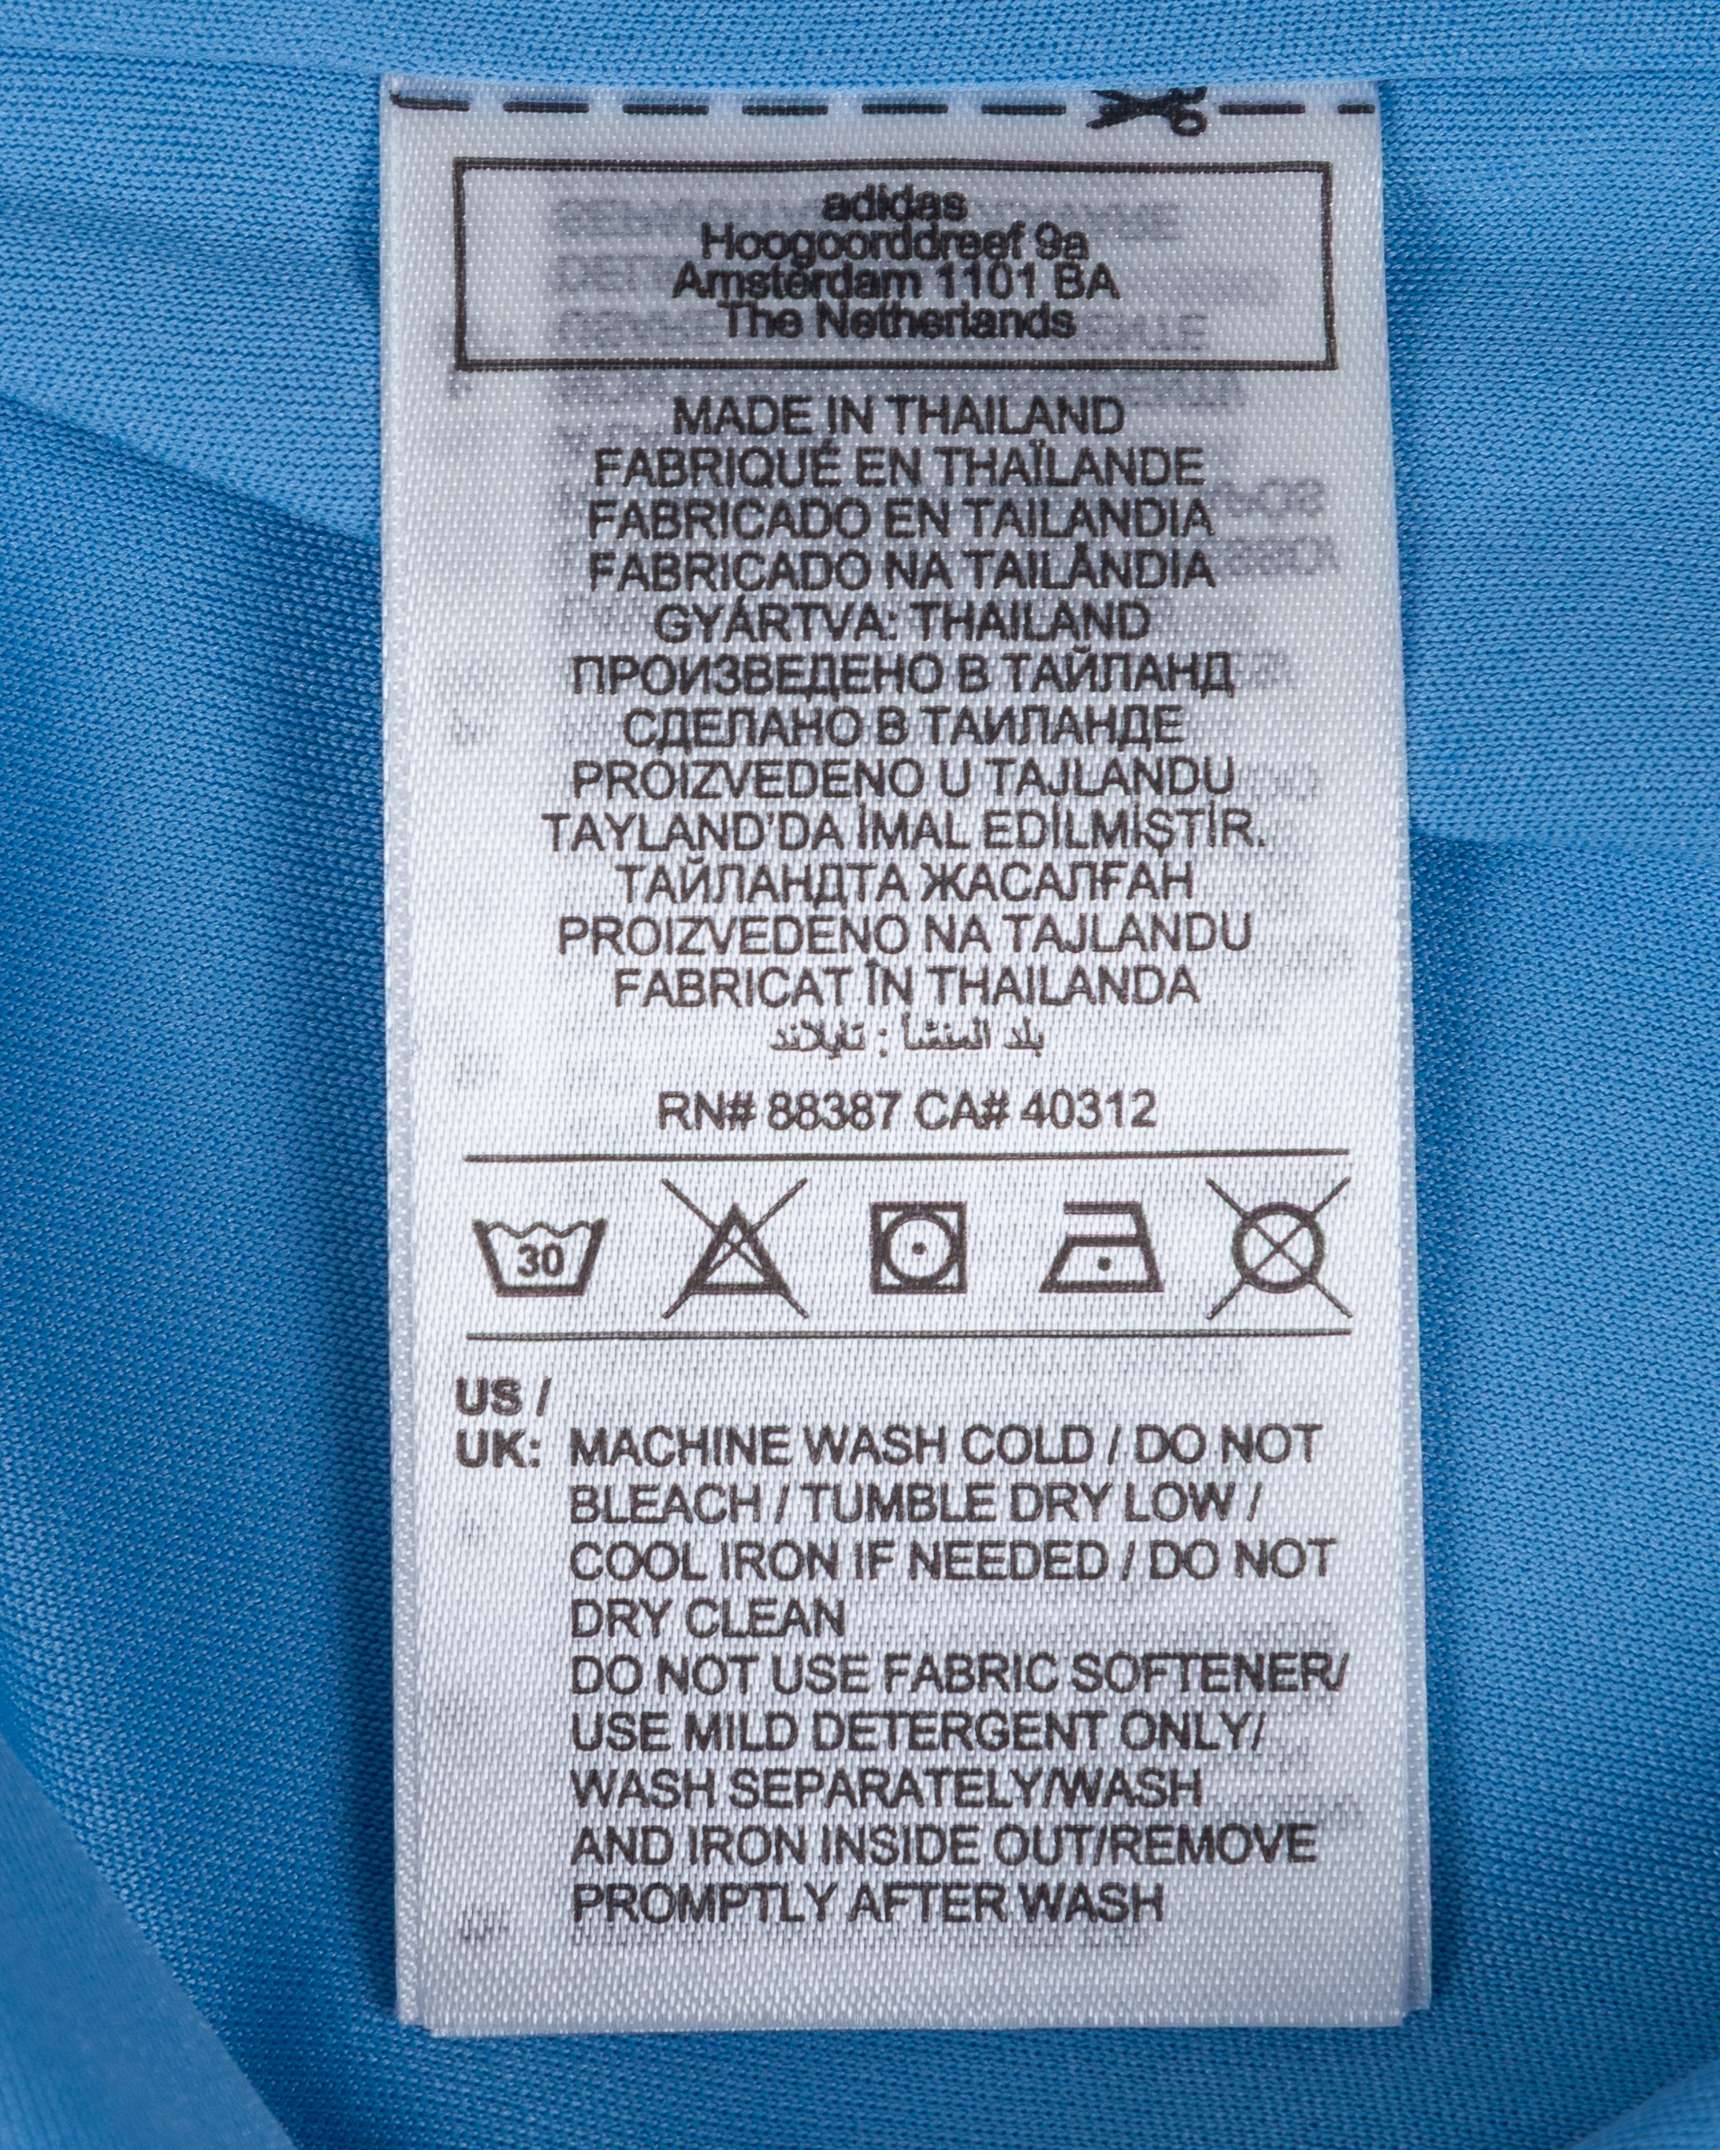 adidas
Hoogoorddreef 9a
Amsterdam 1101 BA
The Netherlands
MADE IN THAILAND
FABRIQUÉ EN THAÏLANDE
FABRICADO EN TAILANDIA
FABRICADO NA TAILÂNDIA
GYÁRTVA: THAILAND
ПРОИЗВЕДЕНО В ТАЙЛАНД
СДЕЛАНО В ТАИЛАНДЕ
PROIZVEDENO U TAJLANDU
TAYLAND'DA İMAL EDİLMİŞTİR.
ТАЙЛАНДТА ЖАСАЛҒАН
PROIZVEDENO NA TAJLANDU
FABRICAT ÎN THAILANDA
بلد المنشأ : تايلاند
RN# 88387 CA# 40312
30
US /
UK: MACHINE WASH COLD / DO NOT
BLEACH / TUMBLE DRY LOW /
COOL IRON IF NEEDED / DO NOT
DRY CLEAN
DO NOT USE FABRIC SOFTENER/
USE MILD DETERGENT ONLY/
WASH SEPARATELY/WASH
AND IRON INSIDE OUT/REMOVE
PROMPTLY AFTER WASH